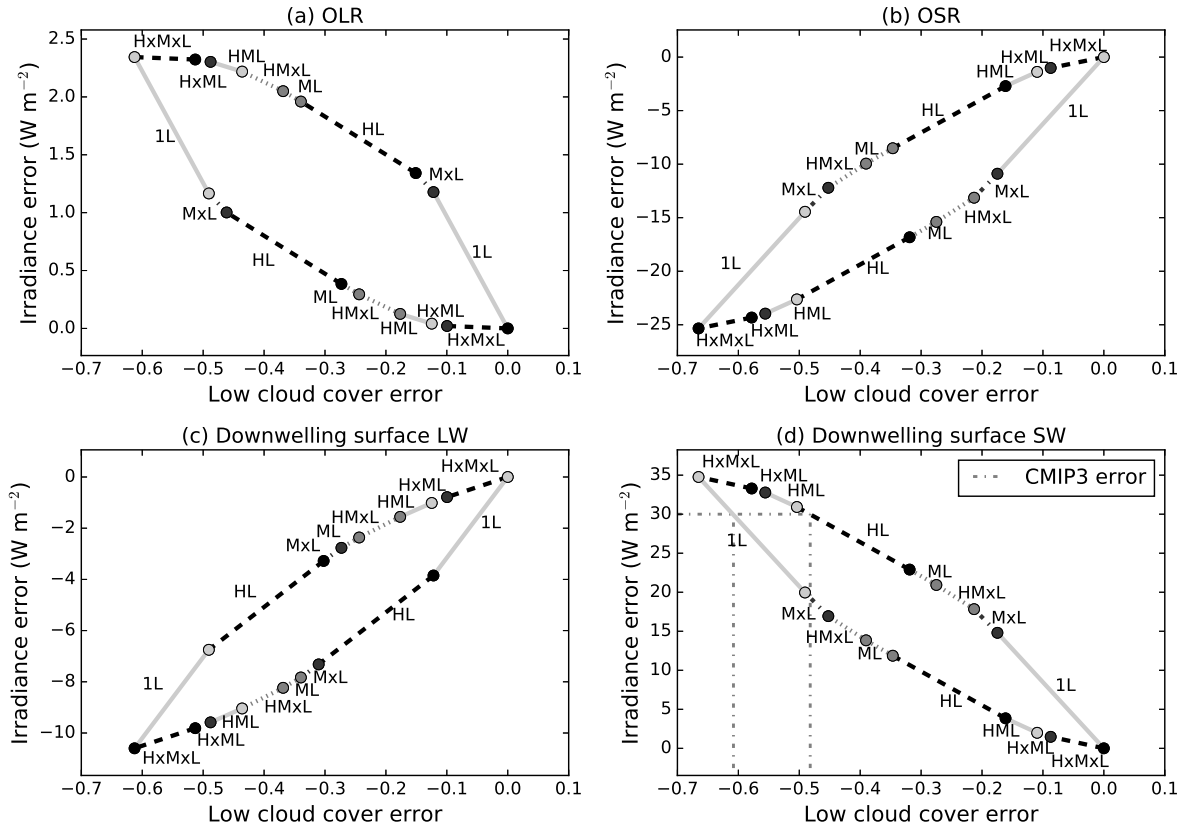 (a) OLR
Irradiance error (W m−2)
2.5
2.0
1.5
1.0
0.5
0.0
HxMxL
HxML
HML
HMxL
ML
HL
MxL
1L
1L
MxL
HL
ML
HMxL
HML
HxML
HxMxL
−0.7 −0.6 −0.5 −0.4 −0.3 −0.2 −0.1 0.0 0.1
Low cloud cover error
(b) OSR
Irradiance error (W m−2)
0
−5
−10
−15
−20
−25
HxMxL
HxML
HML
HL
ML
HMxL
MxL
1L
1L
MxL
HMxL
ML
HL
HML
HxML
HxMxL
−0.7 −0.6 −0.5 −0.4 −0.3 −0.2 −0.1 0.0 0.1
Low cloud cover error
(c) Downwelling surface LW
Irradiance error (W m−2)
0
−2
−4
−6
−8
−10
HxMxL
HxML
HML
HMxL
ML
MxL
HL
1L
1L
HL
MxL
ML
HMxL
HML
HxML
HxMxL
−0.7 −0.6 −0.5 −0.4 −0.3 −0.2 −0.1 0.0 0.1
Low cloud cover error
(d) Downwelling surface SW
Irradiance error (W m−2)
35
30
25
20
15
10
5
0
CMIP3 error
HxMxL
HxML
HML
HL
ML
HMxL
MxL
1L
1L
MxL
HMxL
ML
HL
HML
HxML
HxMxL
−0.7 −0.6 −0.5 −0.4 −0.3 −0.2 −0.1 0.0 0.1
Low cloud cover error